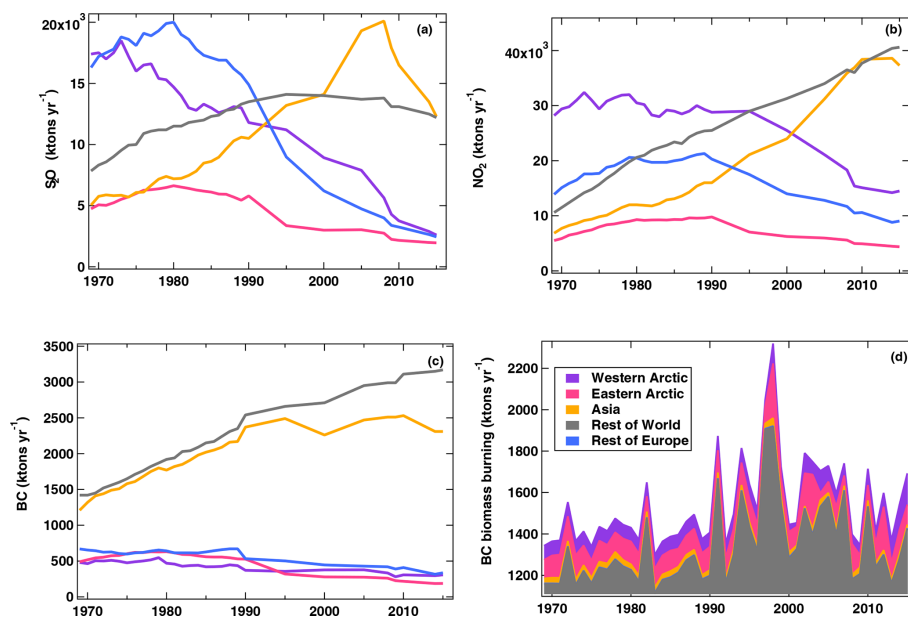 (a)
20x10³
15
10
5
0
S₂O (ktons yr⁻¹)
1970 1980 1990 2000 2010
(b)
40x10³
30
20
10
0
NO₂ (ktons yr⁻¹)
1970 1980 1990 2000 2010
(c)
3500
3000
2500
2000
1500
1000
500
0
BC (ktons yr⁻¹)
1970 1980 1990 2000 2010
(d)
2200
2000
1800
1600
1400
1200
BC biomass burning (ktons yr⁻¹)
Western Arctic
Eastern Arctic
Asia
Rest of World
Rest of Europe
1970 1980 1990 2000 2010